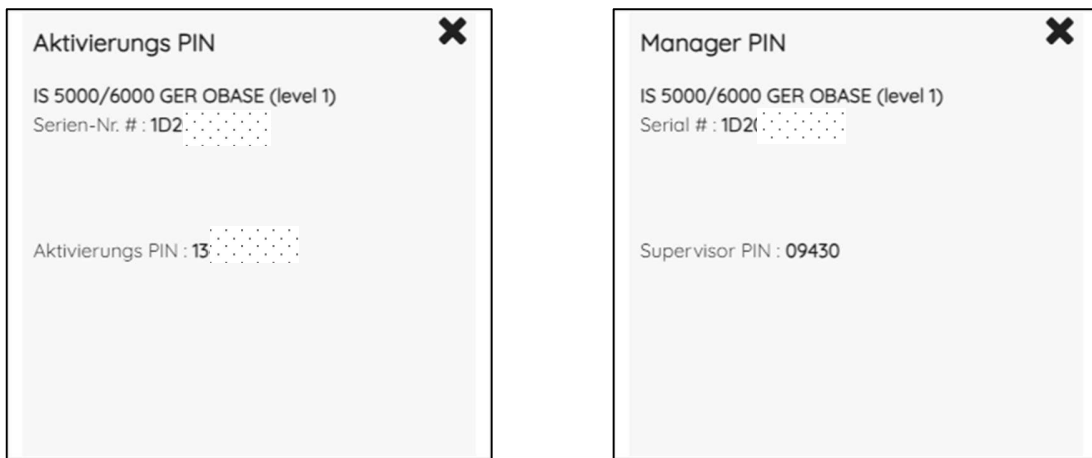 Aktivierungs PIN
IS 5000/6000 GER OBASE (level 1)
Serien-Nr. # : 1D2
Aktivierungs PIN : 13
Manager PIN
IS 5000/6000 GER OBASE (level 1)
Serial # : 1D20
Supervisor PIN : 09430